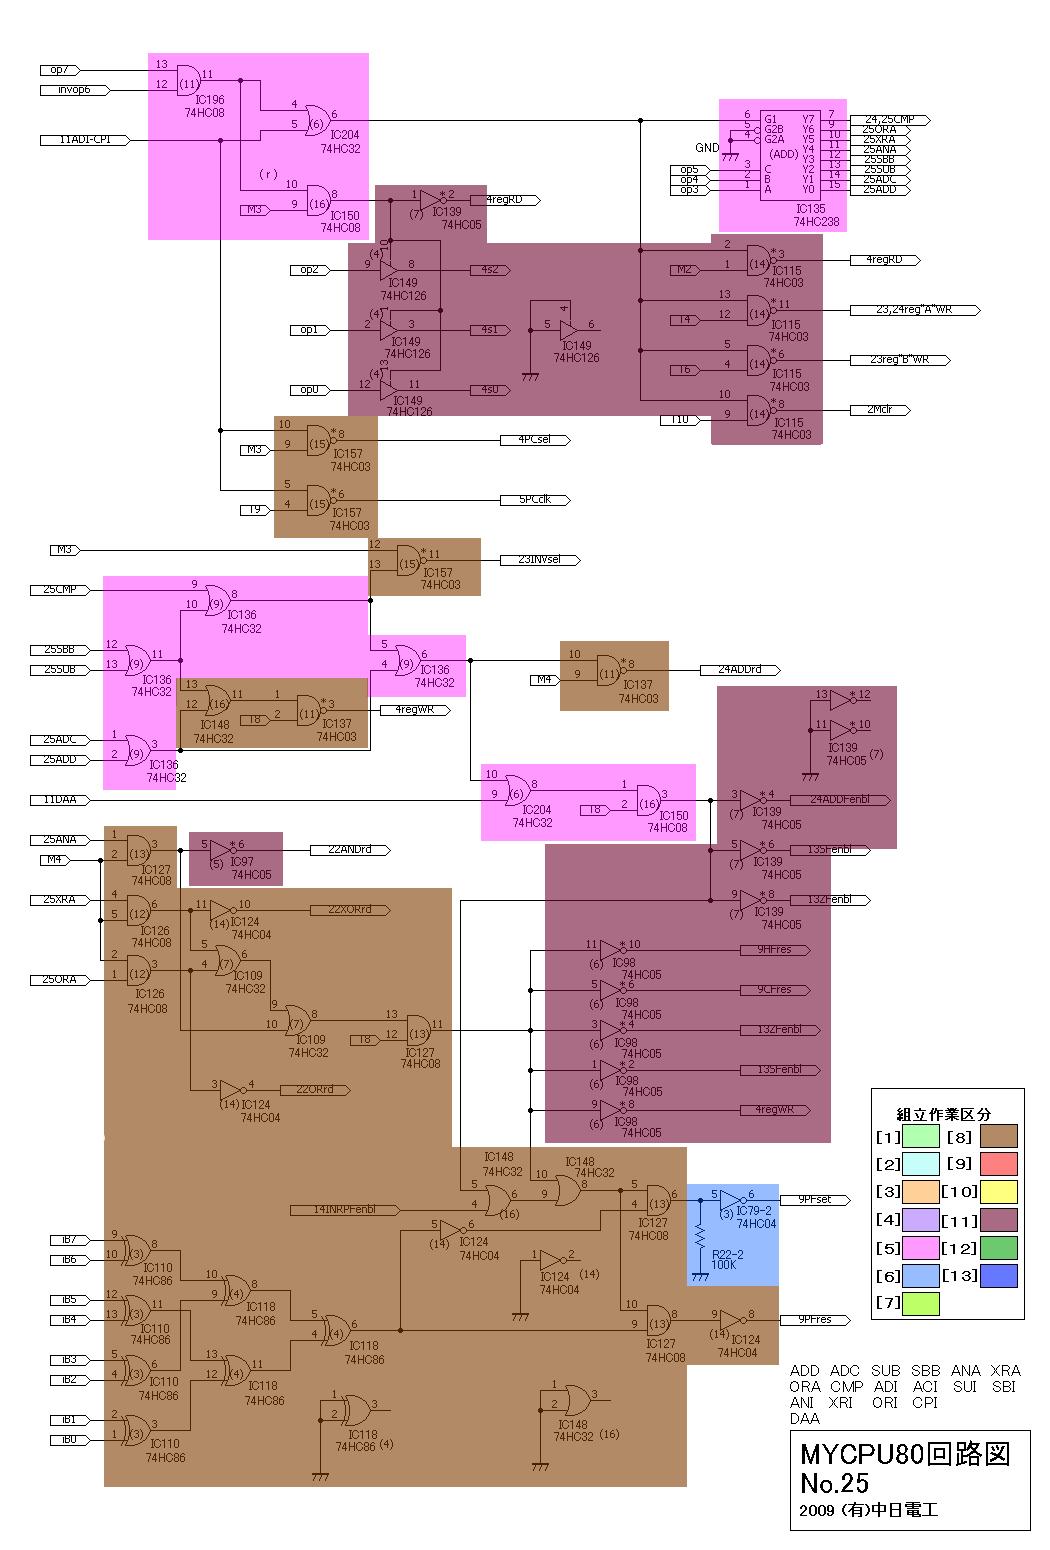 op7
13
12
11
(11)
invop6
IC196
74HC08
4
5
6
(6)
IC204
74HC32
11ADI-CPI
(r)
10
9
8
(16)
M3
IC150
74HC08
6 G1 Y7 7 24,25CMP
5 G2B Y6 9 25ORA
4 G2A Y5 10 25XRA
GND
(ADD)
Y4 11 25ANA
Y3 12 25SBB
op5 3 C Y2 13 25SUB
op4 2 B Y1 14 25ADC
op3 1 A Y0 15 25ADD
IC135
74HC238
1 *2 4regRD
(7) IC139
74HC05
op2 9 (4) 10 8 4s2
IC149
74HC126
op1 2 (4) 1 3 4s1
IC149
74HC126
op0 12 (4) 13 11 4s0
IC149
74HC126
4
5 6
IC149
74HC126
2 *3 4regRD
M2 1 (14)
IC115
74HC03
13 *11 23,24reg"A"WR
T4 12 (14)
IC115
74HC03
5 *6 23reg"B"WR
T6 4 (14)
IC115
74HC03
10 *8 2Mclr
T10 9 (14)
IC115
74HC03
10 *8 4PCsel
M3 9 (15)
IC157
74HC03
5 *6 5PCclk
T9 4 (15)
IC157
74HC03
M3 12 *11 23INVsel
13 (15)
IC157
74HC03
25CMP 9 8
10 (9)
IC136
74HC32
25SBB 12 11
25SUB 13 (9)
IC136
74HC32
5 6
4 (9)
IC136
74HC32
10 *8 24ADDrd
M4 9 (11)
IC137
74HC03
13 11
12 (16)
IC148
74HC32
1 *3 4regWR
T8 2 (11)
IC137
74HC03
25ADC 1 3
25ADD 2 (9)
IC136
74HC32
13 *12
11 *10
IC139
74HC05 (7)
11DAA 10 8
9 (6)
IC204
74HC32
1 3
T8 2 (16)
IC150
74HC08
3 *4 24ADDFenbl
(7) IC139
74HC05
5 *6 13SFenbl
(7) IC139
74HC05
9 *8 13ZFenbl
(7) IC139
74HC05
25ANA 1 3
M4 2 (13)
IC127
74HC08
5 *6 22ANDrd
(5) IC97
74HC05
25XRA 4 6
5 (12)
IC126
74HC08
11 10 22XORrd
(14) IC124
74HC04
25ORA 2 3
1 (12)
IC126
74HC08
5 6
4 (7)
IC109
74HC32
9 8
10 (7)
IC109
74HC32
13 11
T8 12 (13)
IC127
74HC08
3 4 22ORrd
(14) IC124
74HC04
11 *10 9HFres
(6) IC98
74HC05
5 *6 9CFres
(6) IC98
74HC05
3 *4 13ZFenbl
(6) IC98
74HC05
1 *2 13SFenbl
(6) IC98
74HC05
9 *8 4regWR
(6) IC98
74HC05
組立作業区分
[1] [8]
[2] [9]
[3] [10]
[4] [11]
[5] [12]
[6] [13]
[7]
IC148
74HC32
5 6
14INRPFenbl 4 (16)
IC148
74HC32
10 8
9
5 6
4 (13)
IC127
74HC08
5 6 9PFset
(3) IC79-2
74HC04
R22-2
100K
5 6
(14) IC124
74HC04
1 2
IC124 (14)
74HC04
iB7 9 8
iB6 10 (3)
IC110
74HC86
iB5 12 11
iB4 13 (3)
IC110
74HC86
10 8
9 (4)
IC118
74HC86
5 6
4 (4)
IC118
74HC86
10 8
9 (13)
IC127
74HC08
9 8 9PFres
(14) IC124
74HC04
iB3 5 6
iB2 4 (3)
IC110
74HC86
13 11
12 (4)
IC118
74HC86
iB1 2 3
iB0 1 (3)
IC110
74HC86
1 3
2
IC118
74HC86 (4)
1 3
2
IC148
74HC32 (16)
ADD ADC SUB SBB ANA XRA
ORA CMP ADI ACI SUI SBI
ANI XRI ORI CPI
DAA
MYCPU80回路図
No.25
2009 (有)中日電工